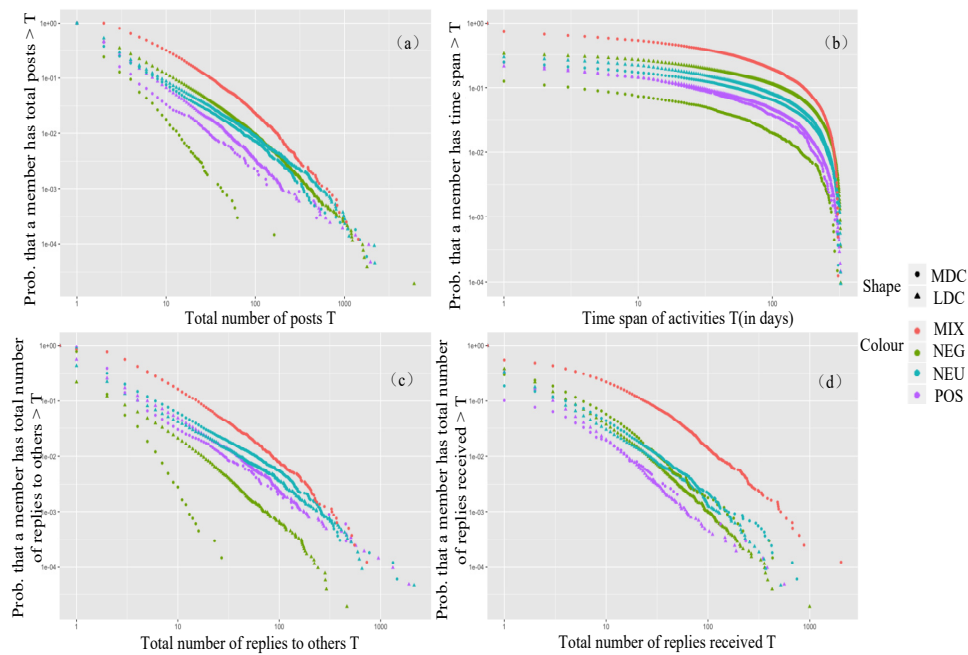 (a)
Prob. that a member has total posts > T
1e+00
1e-01
1e-02
1e-03
1e-04
1
10
100
1000
Total number of posts T
(b)
Prob. that a member has time span > T
1e+00
1e-01
1e-02
1e-03
1e-04
1
10
100
Time span of activities T(in days)
(c)
Prob. that a member has total number
of replies to others > T
1e+00
1e-01
1e-02
1e-03
1e-04
1
10
100
1000
Total number of replies to others T
(d)
Prob. that a member has total number
of replies received > T
1e+00
1e-01
1e-02
1e-03
1e-04
1
10
100
1000
Total number of replies received T
Shape
MDC
LDC
Colour
MIX
NEG
NEU
POS